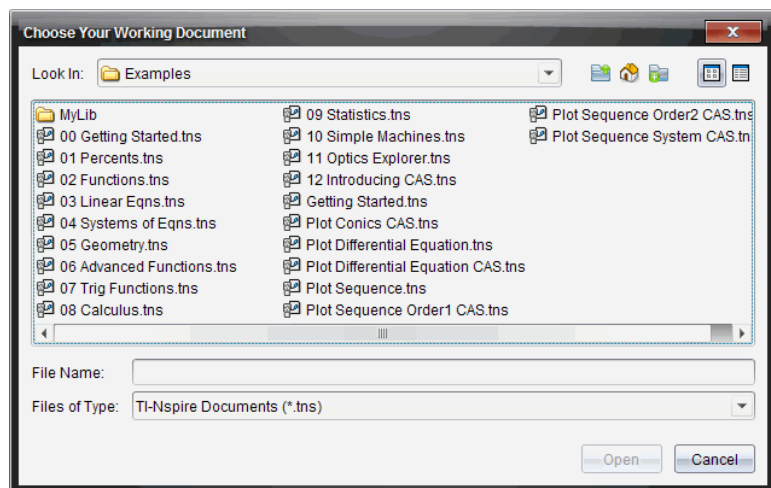 Choose Your Working Document
Look In: Examples
MyLib
00 Getting Started.tns
01 Percents.tns
02 Functions.tns
03 Linear Eqns.tns
04 Systems of Eqns.tns
05 Geometry.tns
06 Advanced Functions.tns
07 Trig Functions.tns
08 Calculus.tns
09 Statistics.tns
10 Simple Machines.tns
11 Optics Explorer.tns
12 Introducing CAS.tns
Getting Started.tns
Plot Conics CAS.tns
Plot Differential Equation.tns
Plot Differential Equation CAS.tns
Plot Sequence.tns
Plot Sequence Order1 CAS.tns
Plot Sequence Order2 CAS.tns
Plot Sequence System CAS.tn
File Name:
Files of Type: TI-Nspire Documents (*.tns)
Open Cancel